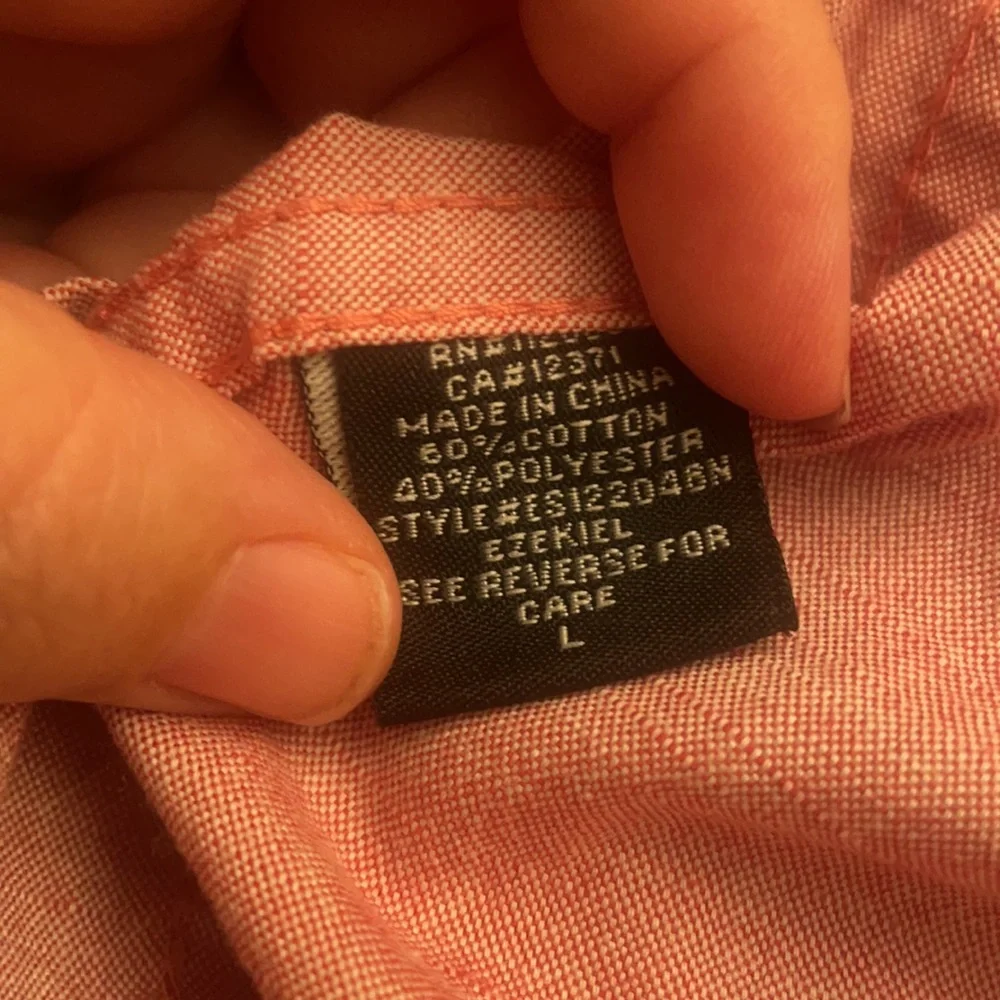 CA#12371
MADE IN CHINA
60%COTTON
40%POLYESTER
STYLE#ES122046N
EZEKIEL
SEE REVERSE FOR
CARE
L